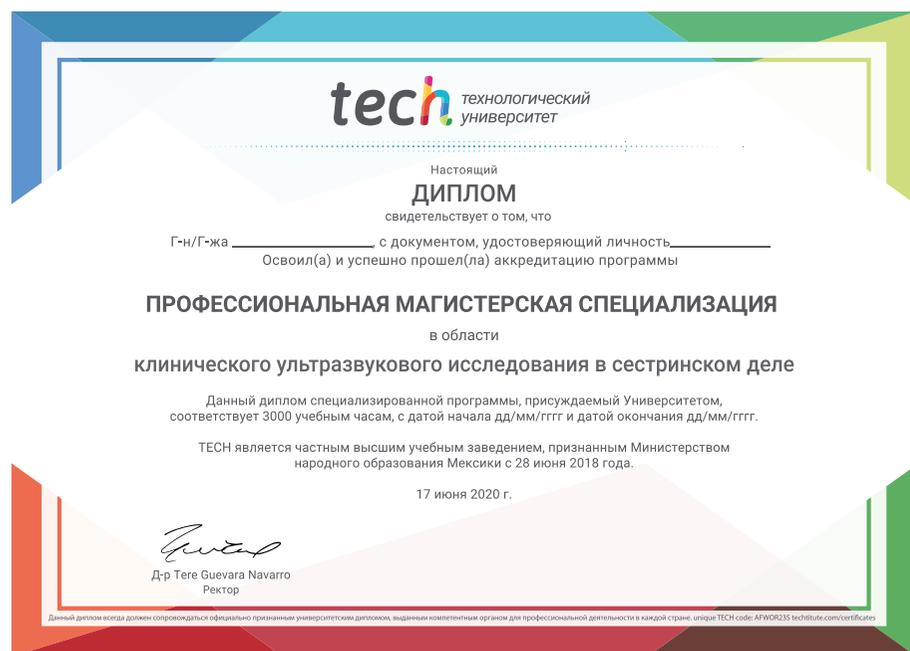 tech технологический
университет
Настоящий
ДИПЛОМ
свидетельствует о том, что
Г-н/Г-жа ____________________, с документом, удостоверяющий личность______________
Освоил(а) и успешно прошел(ла) аккредитацию программы
ПРОФЕССИОНАЛЬНАЯ МАГИСТЕРСКАЯ СПЕЦИАЛИЗАЦИЯ
в области
клинического ультразвукового исследования в сестринском деле
Данный диплом специализированной программы, присуждаемый Университетом,
соответствует 3000 учебным часам, с датой начала дд/мм/гггг и датой окончания дд/мм/гггг.
TECH является частным высшим учебным заведением, признанным Министерством
народного образования Мексики с 28 июня 2018 года.
17 июня 2020 г.
Д-р Tere Guevara Navarro
Ректор
Данный диплом всегда должен сопровождаться официально признанным университетским дипломом, выданным компетентным органом для профессиональной деятельности в каждой стране. unique TECH code: AFWOR23S techtitute.com/certificates